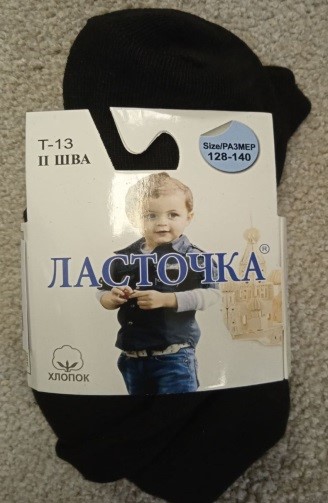 T-13
II ШВА
Size/РАЗМЕР
128-140
ЛАСТОЧКА®
ХЛОПОК